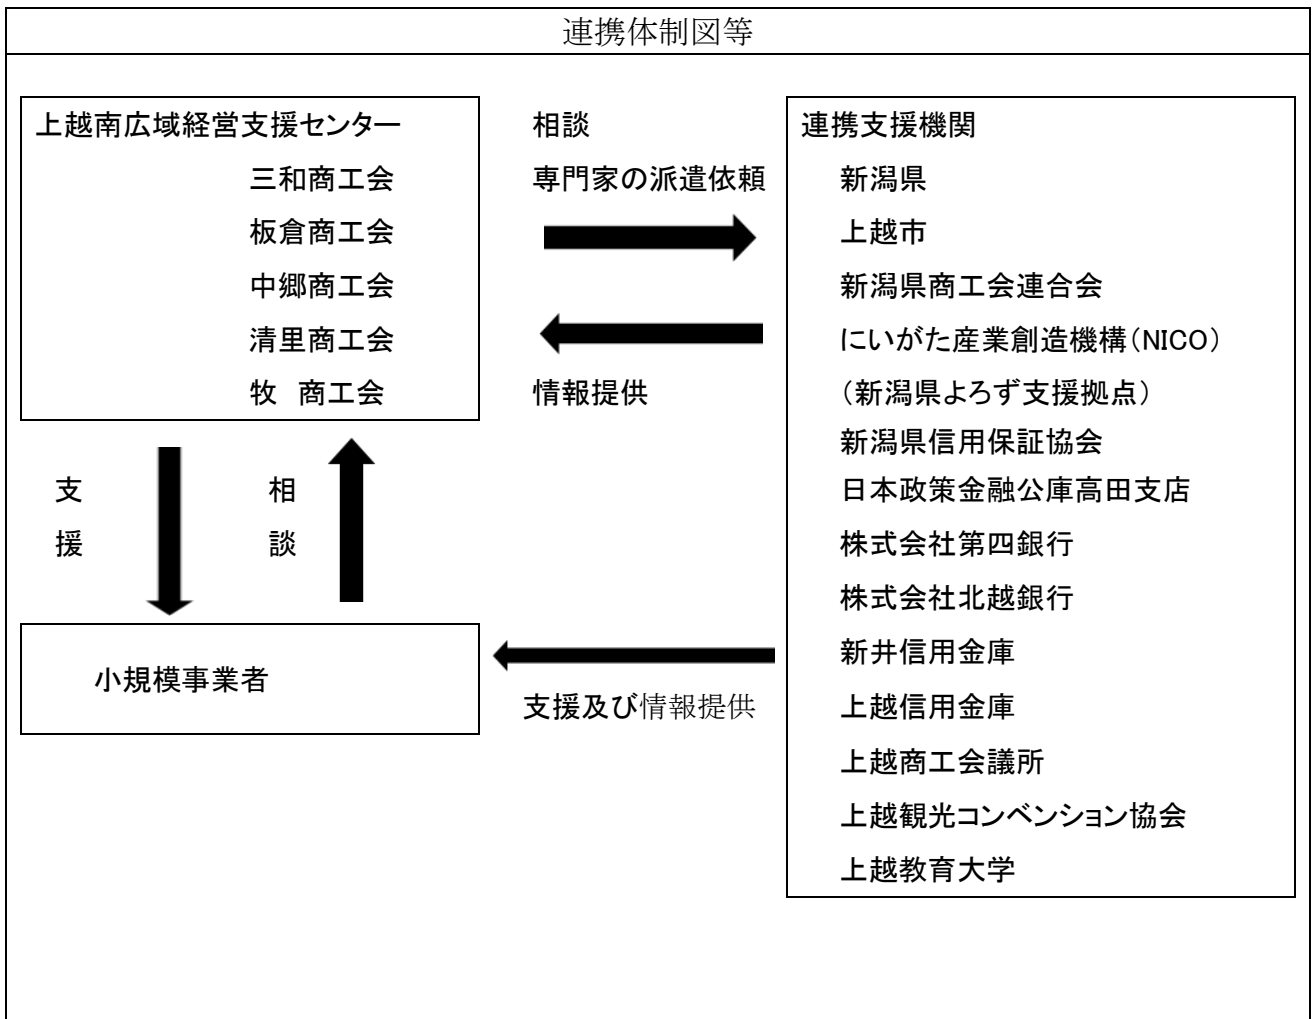 連携体制図等
上越南広域経営支援センター
三和商工会
板倉商工会
中郷商工会
清里商工会
牧　商工会
相談
専門家の派遣依頼
情報提供
連携支援機関
新潟県
上越市
新潟県商工会連合会
にいがた産業創造機構（NICO）
（新潟県よろず支援拠点）
新潟県信用保証協会
日本政策金融公庫高田支店
株式会社第四銀行
株式会社北越銀行
新井信用金庫
上越信用金庫
上越商工会議所
上越観光コンベンション協会
上越教育大学
支援
相談
小規模事業者
支援及び情報提供